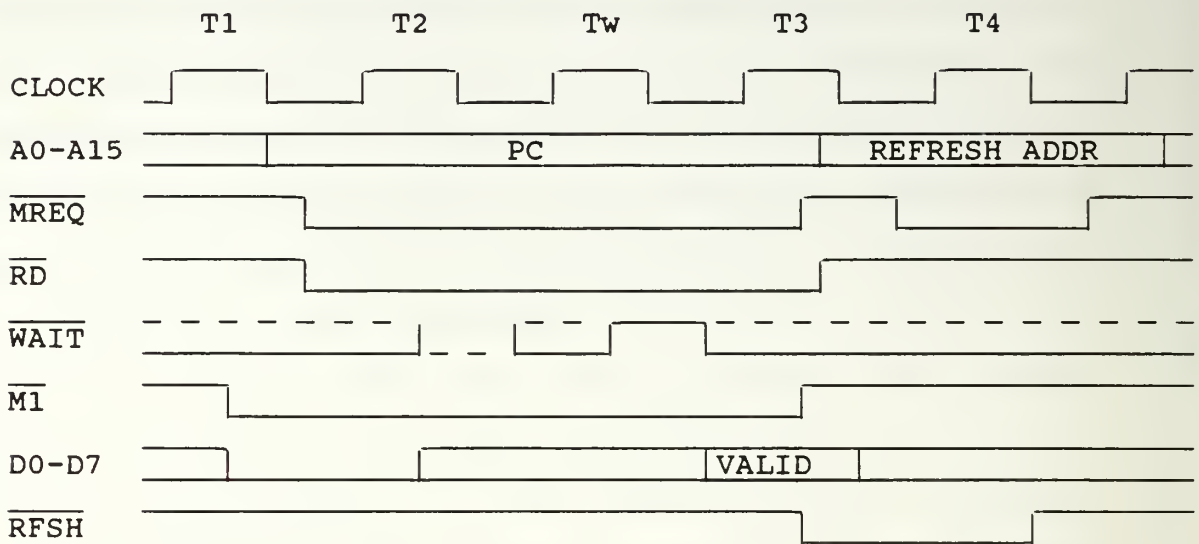 T1 T2 Tw T3 T4
CLOCK
A0-A15 PC REFRESH ADDR
MREQ
RD
WAIT
M1
D0-D7 VALID
RFSH